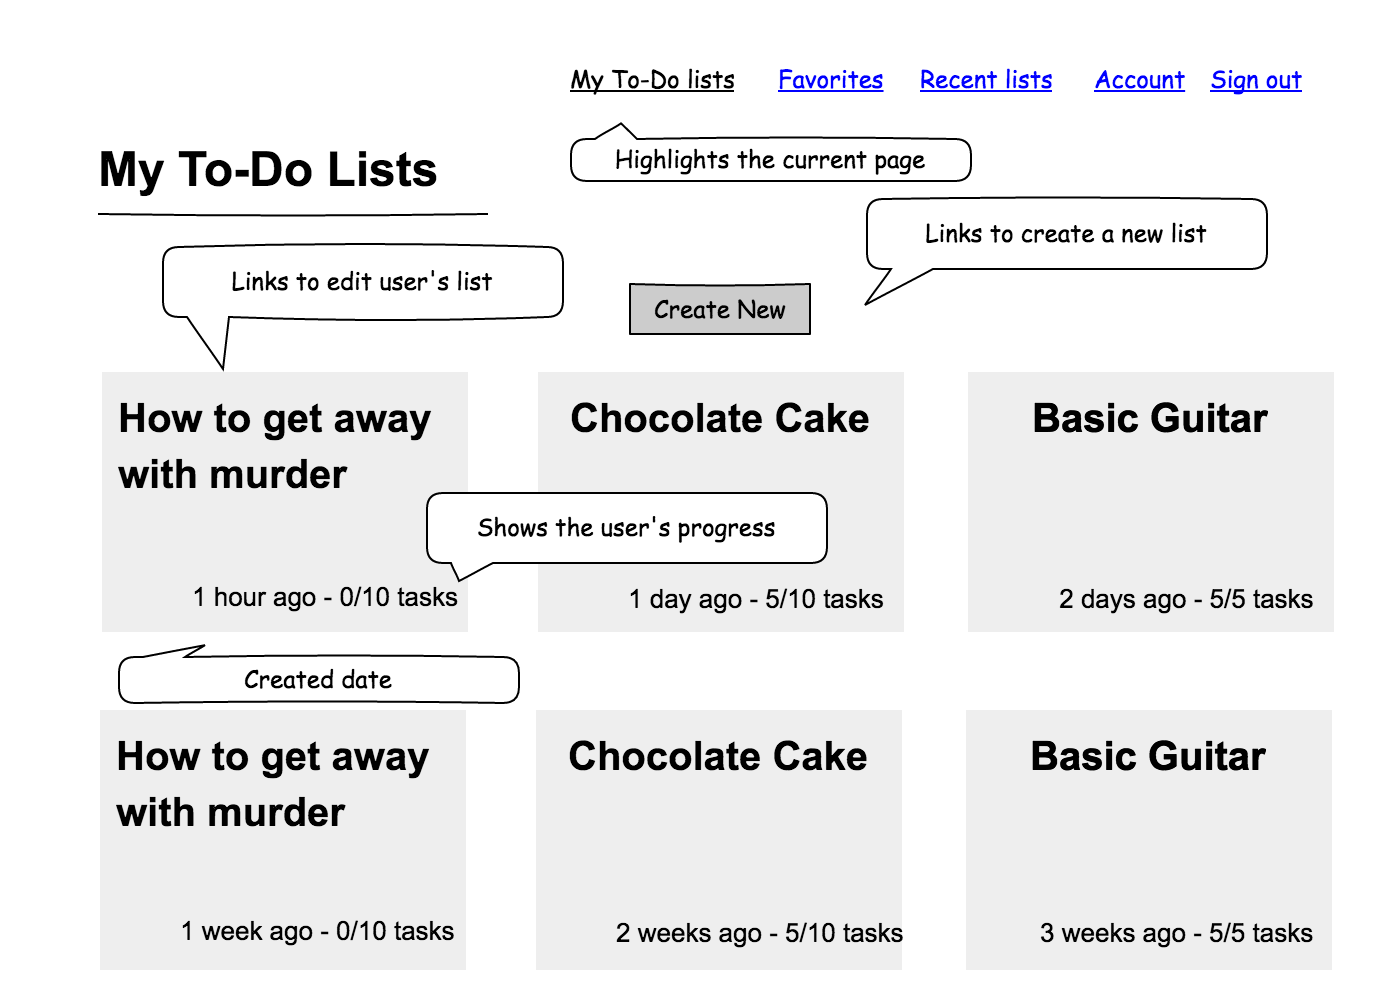 My To-Do lists Favorites Recent lists Account Sign out
Highlights the current page
My To-Do Lists
Links to create a new list
Links to edit user's list
Create New
How to get away
with murder
Chocolate Cake
Basic Guitar
Shows the user's progress
1 hour ago - 0/10 tasks
1 day ago - 5/10 tasks
2 days ago - 5/5 tasks
Created date
How to get away
with murder
Chocolate Cake
Basic Guitar
1 week ago - 0/10 tasks
2 weeks ago - 5/10 tasks
3 weeks ago - 5/5 tasks